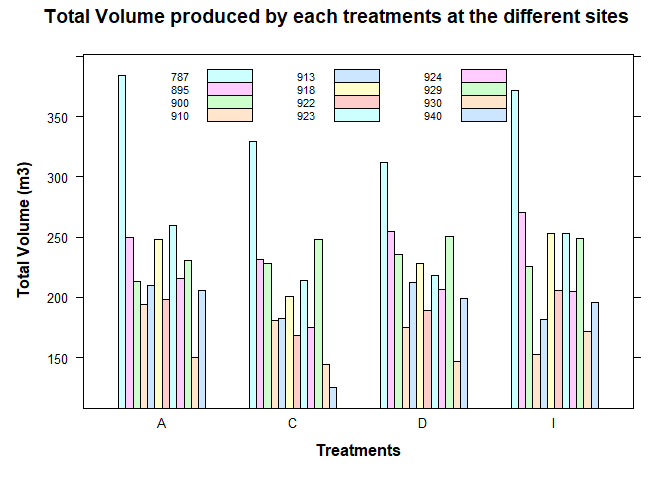 Total Volume produced by each treatments at the different sites
787 913 924
895 918 929
900 922 930
910 923 940
Total Volume (m3)
350
300
250
200
150
A C D I
Treatments